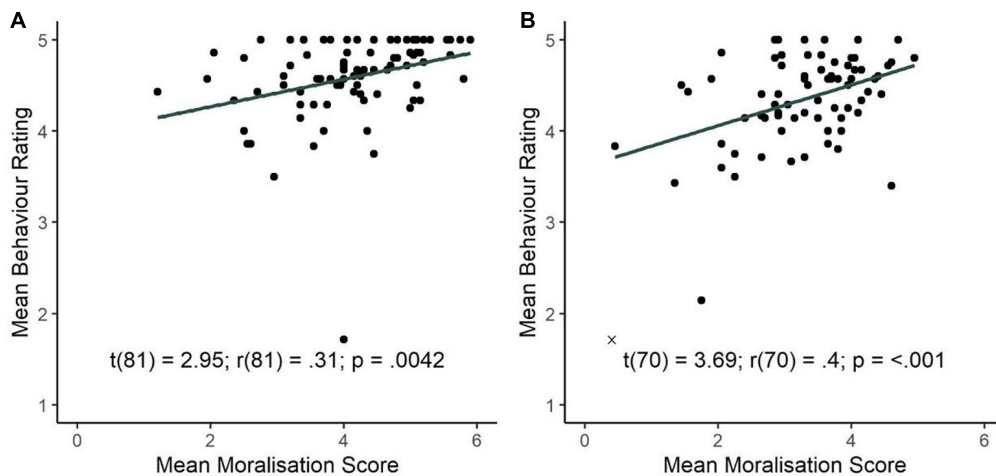 A
Mean Behaviour Rating
5
4
3
2
1
t(81) = 2.95; r(81) = .31; p = .0042
0 2 4 6
Mean Moralisation Score
B
Mean Behaviour Rating
5
4
3
2
1
t(70) = 3.69; r(70) = .4; p = <.001
0 2 4 6
Mean Moralisation Score